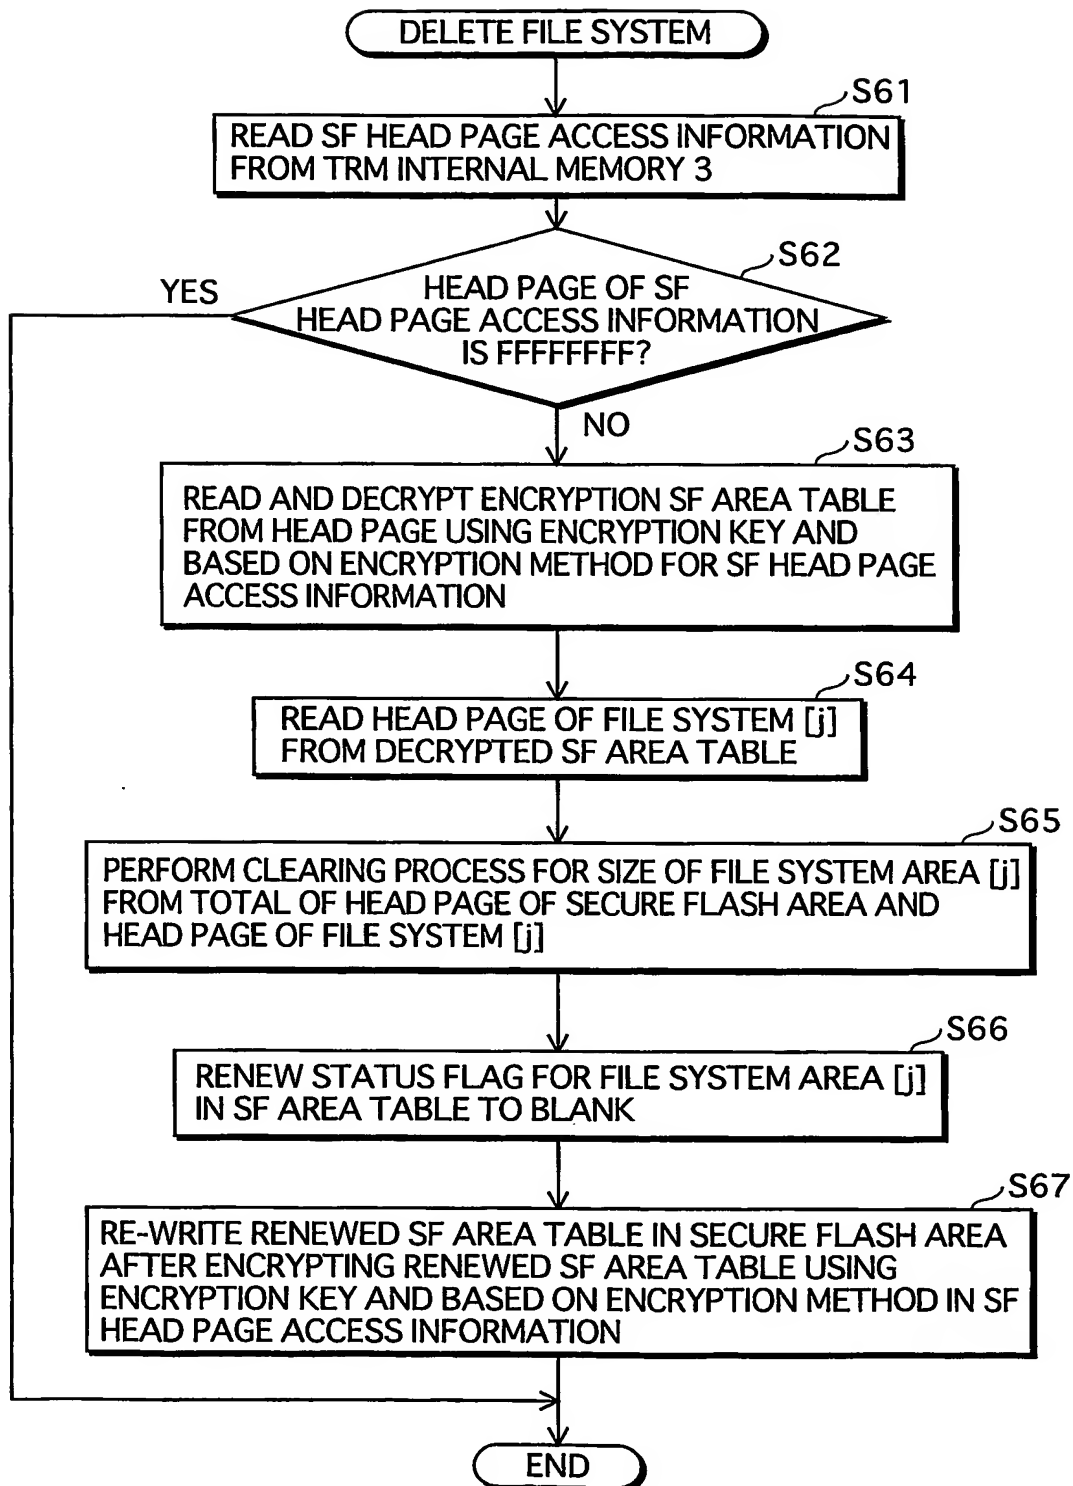 DELETE FILE SYSTEM
S61
READ SF HEAD PAGE ACCESS INFORMATION
FROM TRM INTERNAL MEMORY 3
S62
YES
HEAD PAGE OF SF
HEAD PAGE ACCESS INFORMATION
IS FFFFFFFF?
NO
S63
READ AND DECRYPT ENCRYPTION SF AREA TABLE
FROM HEAD PAGE USING ENCRYPTION KEY AND
BASED ON ENCRYPTION METHOD FOR SF HEAD PAGE
ACCESS INFORMATION
S64
READ HEAD PAGE OF FILE SYSTEM [j]
FROM DECRYPTED SF AREA TABLE
S65
PERFORM CLEARING PROCESS FOR SIZE OF FILE SYSTEM AREA [j]
FROM TOTAL OF HEAD PAGE OF SECURE FLASH AREA AND
HEAD PAGE OF FILE SYSTEM [j]
S66
RENEW STATUS FLAG FOR FILE SYSTEM AREA [j]
IN SF AREA TABLE TO BLANK
S67
RE-WRITE RENEWED SF AREA TABLE IN SECURE FLASH AREA
AFTER ENCRYPTING RENEWED SF AREA TABLE USING
ENCRYPTION KEY AND BASED ON ENCRYPTION METHOD IN SF
HEAD PAGE ACCESS INFORMATION
END